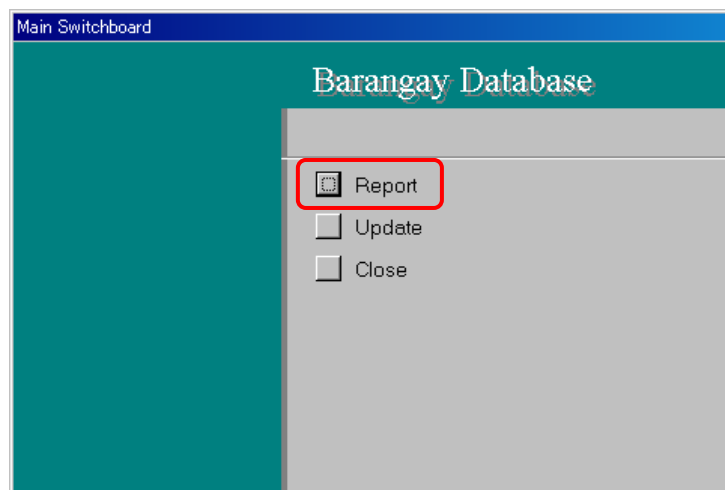 Main Switchboard
Barangay Database
Report
Update
Close